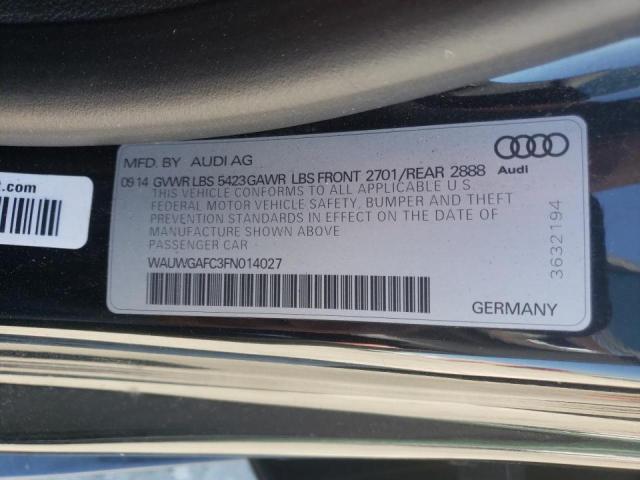 MFD. BY AUDI AG
09 14 GVWR LBS 5423 GAWR LBS FRONT 2701/REAR 2888
THIS VEHICLE CONFORMS TO ALL APPLICABLE U S
FEDERAL MOTOR VEHICLE SAFETY, BUMPER AND THEFT
PREVENTION STANDARDS IN EFFECT ON THE DATE OF
MANUFACTURE SHOWN ABOVE
PASSENGER CAR
WAUWGAFC3FN014027
GERMANY
Audi
3632194
t.com